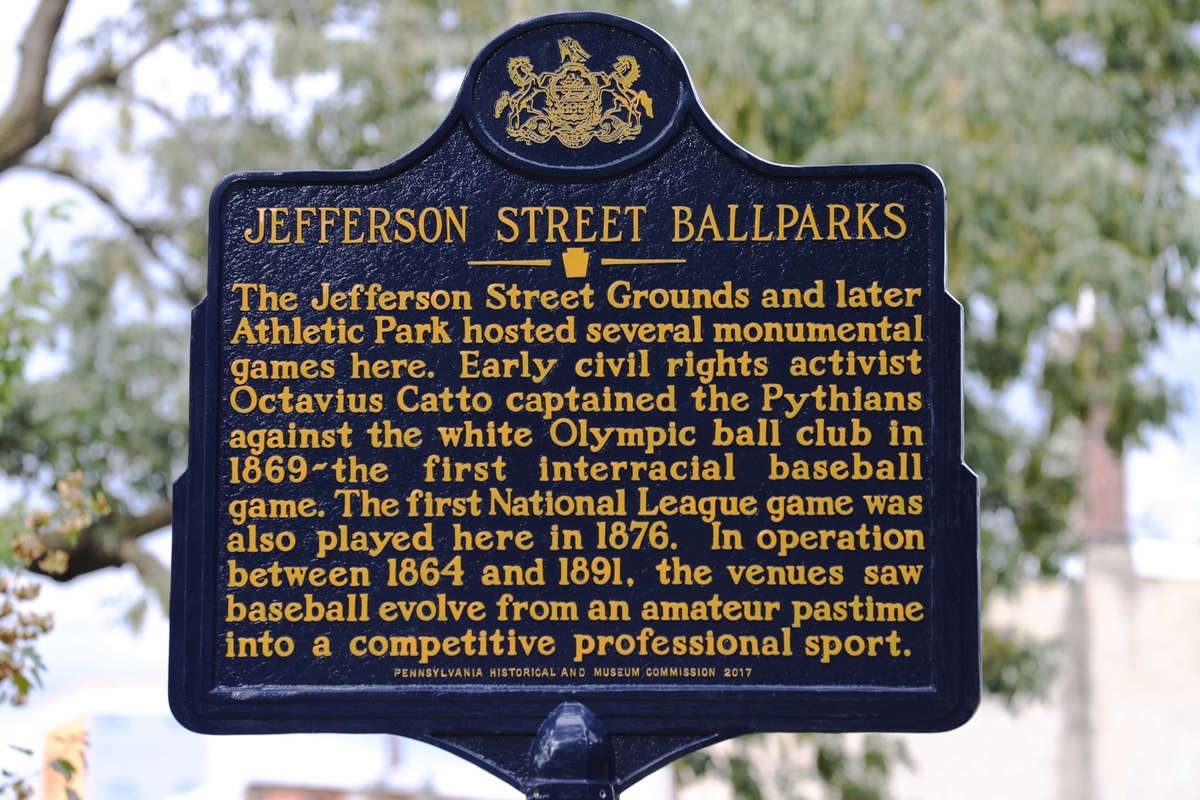 JEFFERSON STREET BALLPARKS
The Jefferson Street Grounds and later
Athletic Park hosted several monumental
games here. Early civil rights activist
Octavius Catto captained the Pythians
against the white Olympic ball club in
1869-the first interracial baseball
game. The first National League game was
also played here in 1876. In operation
between 1864 and 1891, the venues saw
baseball evolve from an amateur pastime
into a competitive professional sport.
PENNSYLVANIA HISTORICAL AND MUSEUM COMMISSION 2017